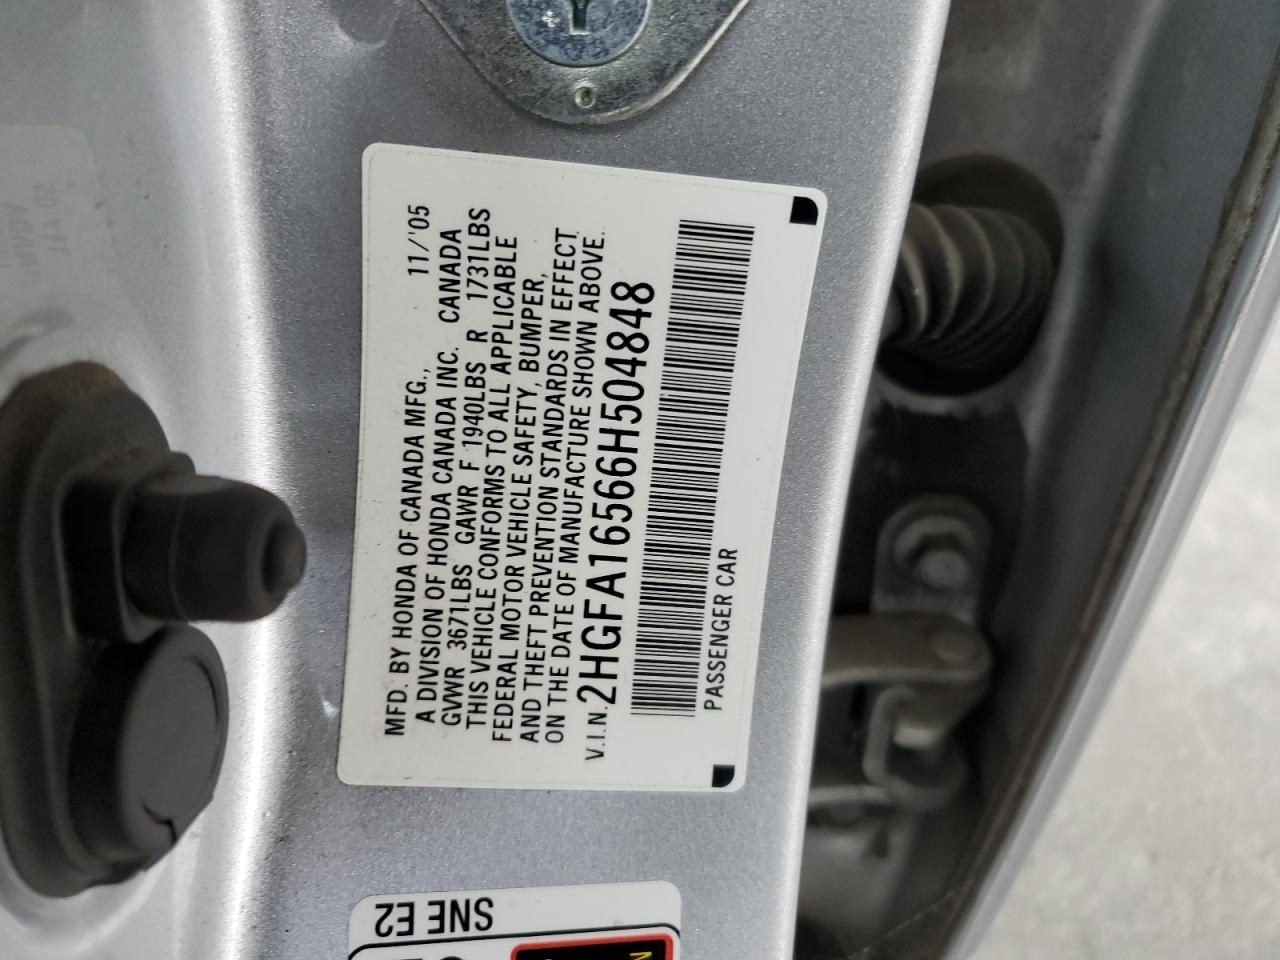 MFD. BY HONDA OF CANADA MFG., 11/'05
A DIVISION OF HONDA CANADA INC. CANADA
GVWR 3671LBS GAWR F 1940LBS R 1731LBS
THIS VEHICLE CONFORMS TO ALL APPLICABLE
FEDERAL MOTOR VEHICLE SAFETY, BUMPER,
AND THEFT PREVENTION STANDARDS IN EFFECT
ON THE DATE OF MANUFACTURE SHOWN ABOVE.
V.I.N. 2HGFA16566H504848
PASSENGER CAR
SNE E2